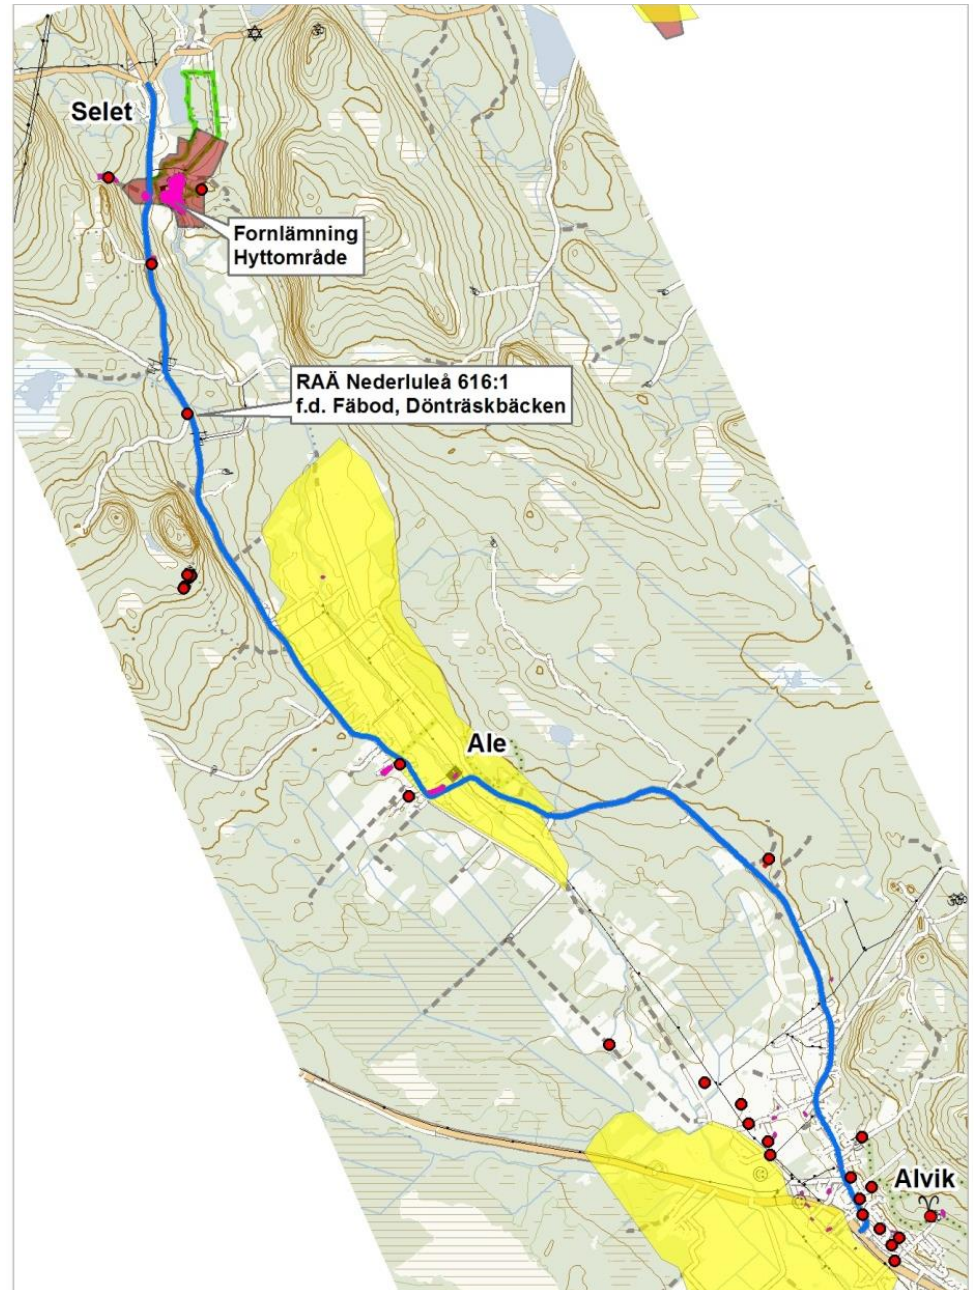 Selet
Fornlämning
Hyttområde
RAÄ Nederluleå 616:1
f.d. Fäbod, Dönträskbäcken
Ale
Alvik